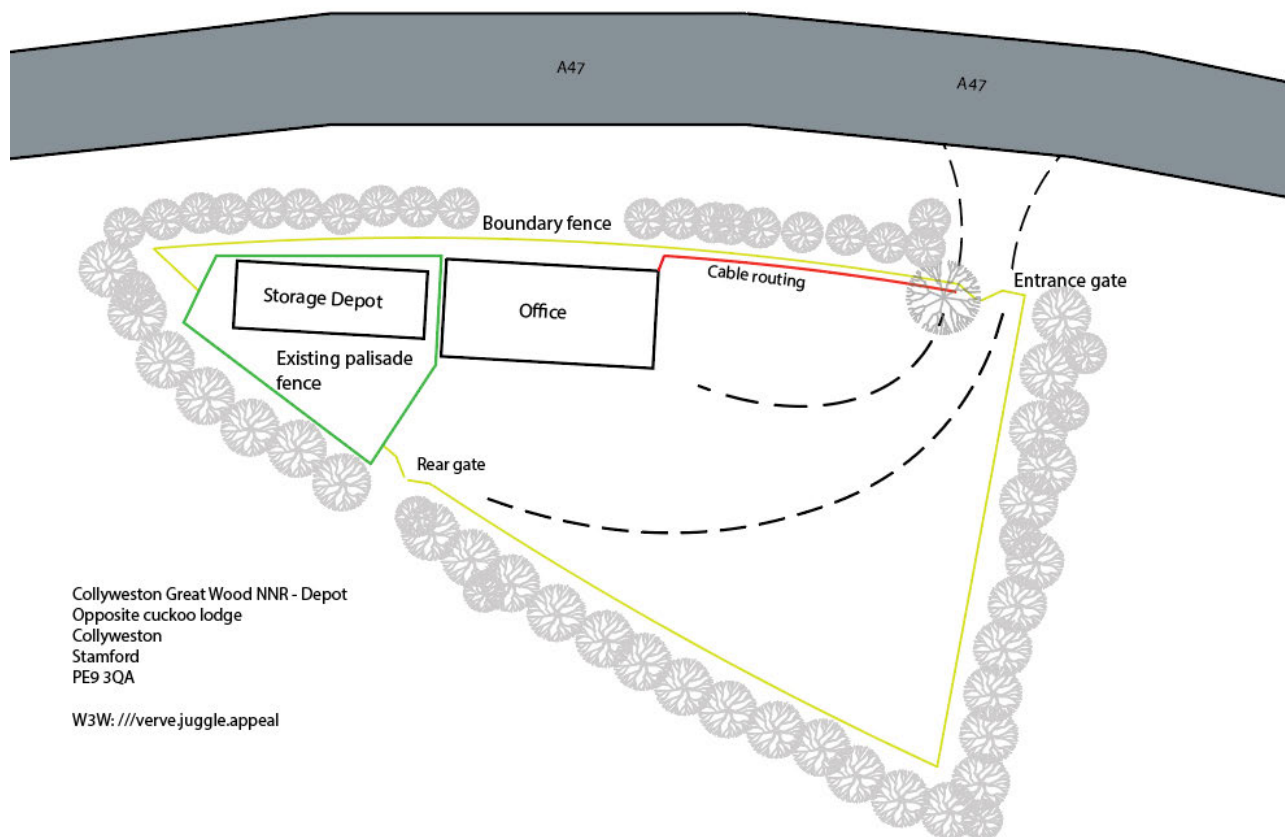 A47
A47
Boundary fence
Cable routing
Entrance gate
Storage Depot
Office
Existing palisade
fence
Rear gate
Collyweston Great Wood NNR - Depot
Opposite cuckoo lodge
Collyweston
Stamford
PE9 3QA
W3W: ///verve.juggle.appeal